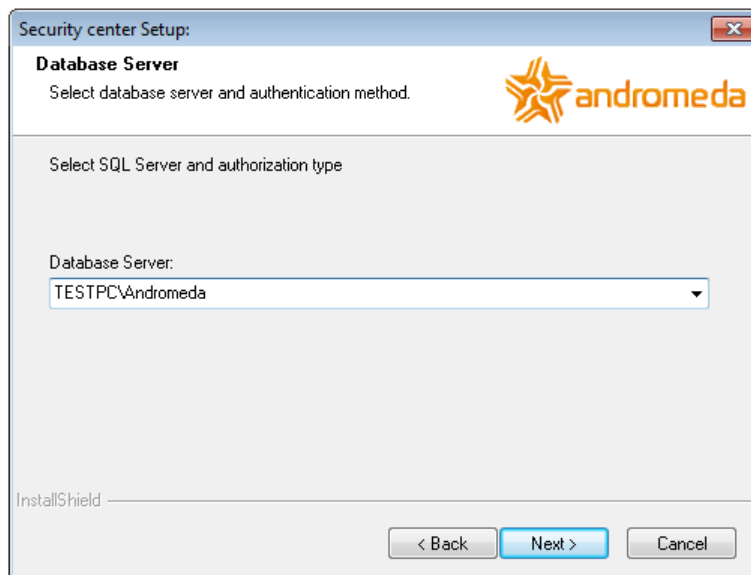 Security center Setup:
Database Server
Select database server and authentication method.
andromeda
Select SQL Server and authorization type
Database Server:
TESTPC\Andromeda
InstallShield
< Back
Next >
Cancel